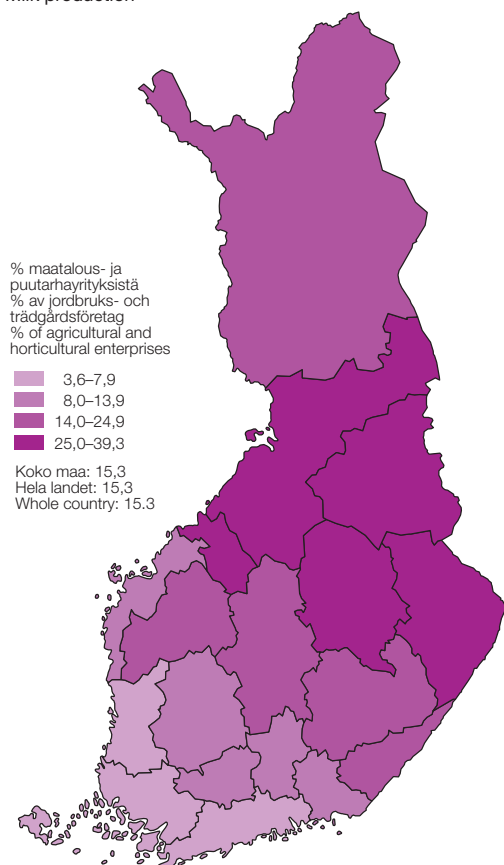 Milk production
% maatalous- ja
puutarhayrityksistä
% av jordbruks- och
trädgårdsföretag
% of agricultural and
horticultural enterprises
3,6–7,9
8,0–13,9
14,0–24,9
25,0–39,3
Koko maa: 15,3
Hela landet: 15,3
Whole country: 15.3